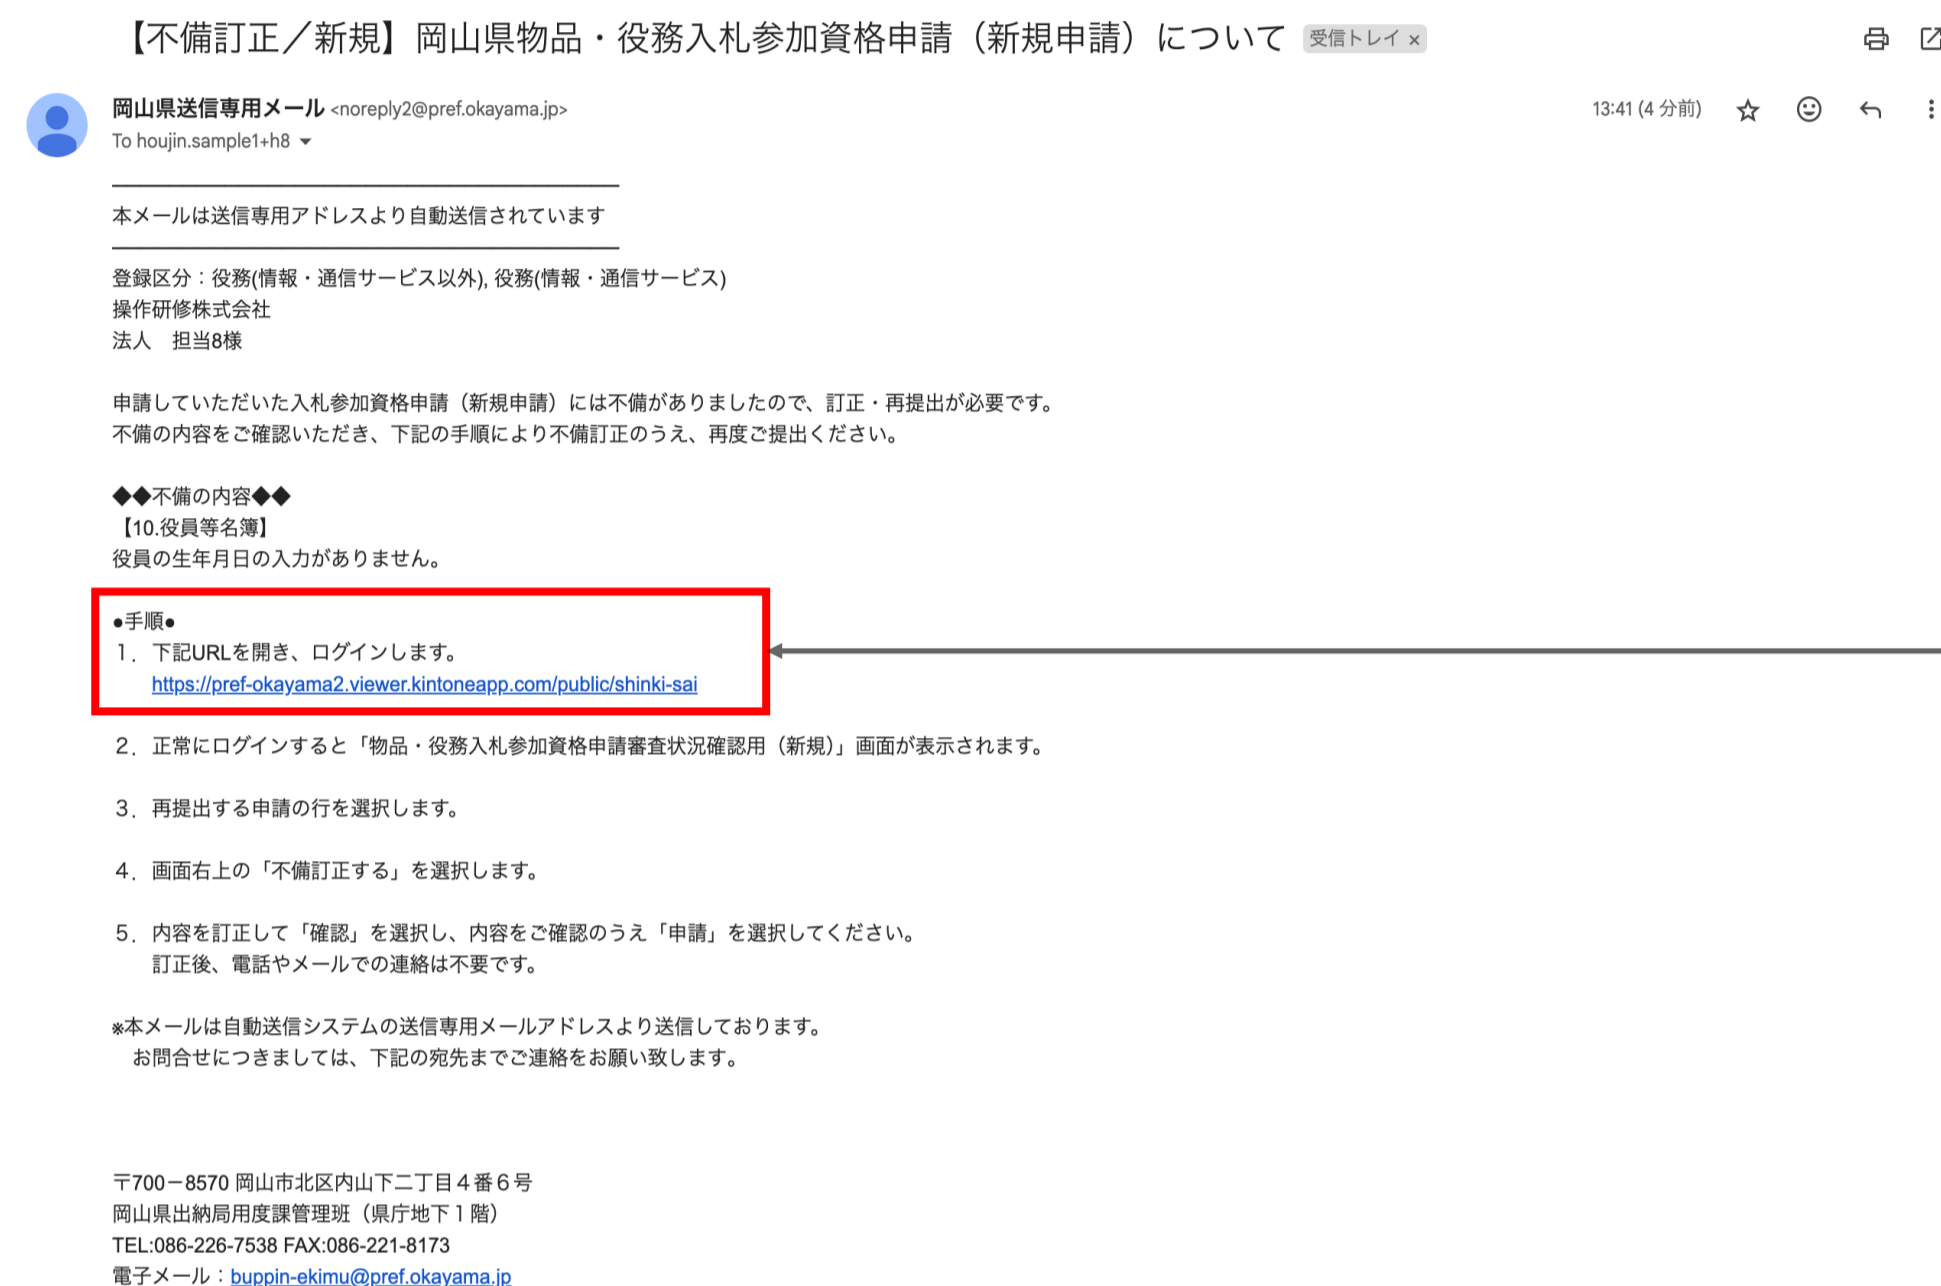 【不備訂正／新規】岡山県物品・役務入札参加資格申請（新規申請）について 受信トレイ ×
岡山県送信専用メール <noreply2@pref.okayama.jp>
13:41 (4 分前)
To houjin.sample1+h8
本メールは送信専用アドレスより自動送信されています
登録区分：役務(情報・通信サービス以外), 役務(情報・通信サービス)
操作研修株式会社
法人　担当8様
申請していただいた入札参加資格申請（新規申請）には不備がありましたので、訂正・再提出が必要です。
不備の内容をご確認いただき、下記の手順により不備訂正のうえ、再度ご提出ください。
◆◆不備の内容◆◆
【10.役員等名簿】
役員の生年月日の入力がありません。
●手順●
１．下記URLを開き、ログインします。
https://pref-okayama2.viewer.kintoneapp.com/public/shinki-sai
２．正常にログインすると「物品・役務入札参加資格申請審査状況確認用（新規）」画面が表示されます。
３．再提出する申請の行を選択します。
４．画面右上の「不備訂正する」を選択します。
５．内容を訂正して「確認」を選択し、内容をご確認のうえ「申請」を選択してください。
訂正後、電話やメールでの連絡は不要です。
※本メールは自動送信システムの送信専用メールアドレスより送信しております。
お問合せにつきましては、下記の宛先までご連絡をお願い致します。
〒700－8570 岡山市北区内山下二丁目４番６号
岡山県出納局用度課管理班（県庁地下１階）
TEL:086-226-7538 FAX:086-221-8173
電子メール：buppin-ekimu@pref.okayama.jp